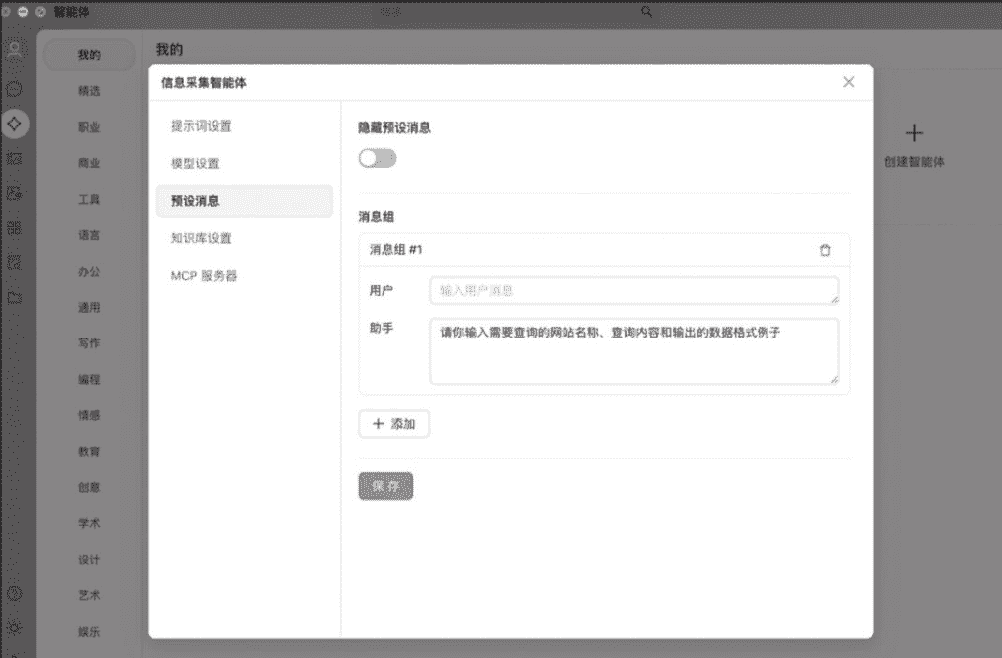 智能体
搜索
我的
精选
职业
商业
工具
语言
办公
通用
写作
编程
情感
教育
创意
学术
设计
艺术
娱乐
我的
创建智能体
信息采集智能体
提示词设置
模型设置
预设消息
知识库设置
MCP 服务器
隐藏预设消息
消息组
消息组 #1
用户
输入用户消息
助手
请你输入需要查询的网站名称、查询内容和输出的数据格式例子
添加
保存